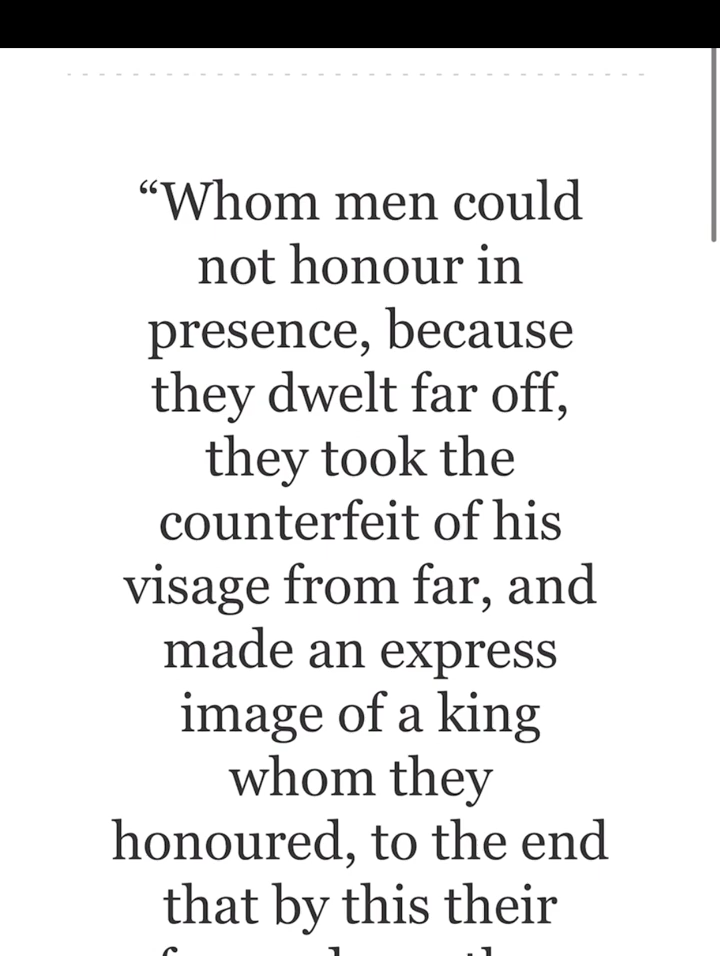 “Whom men could
not honour in
presence, because
they dwelt far off,
they took the
counterfeit of his
visage from far, and
made an express
image of a king
whom they
honoured, to the end
that by this their